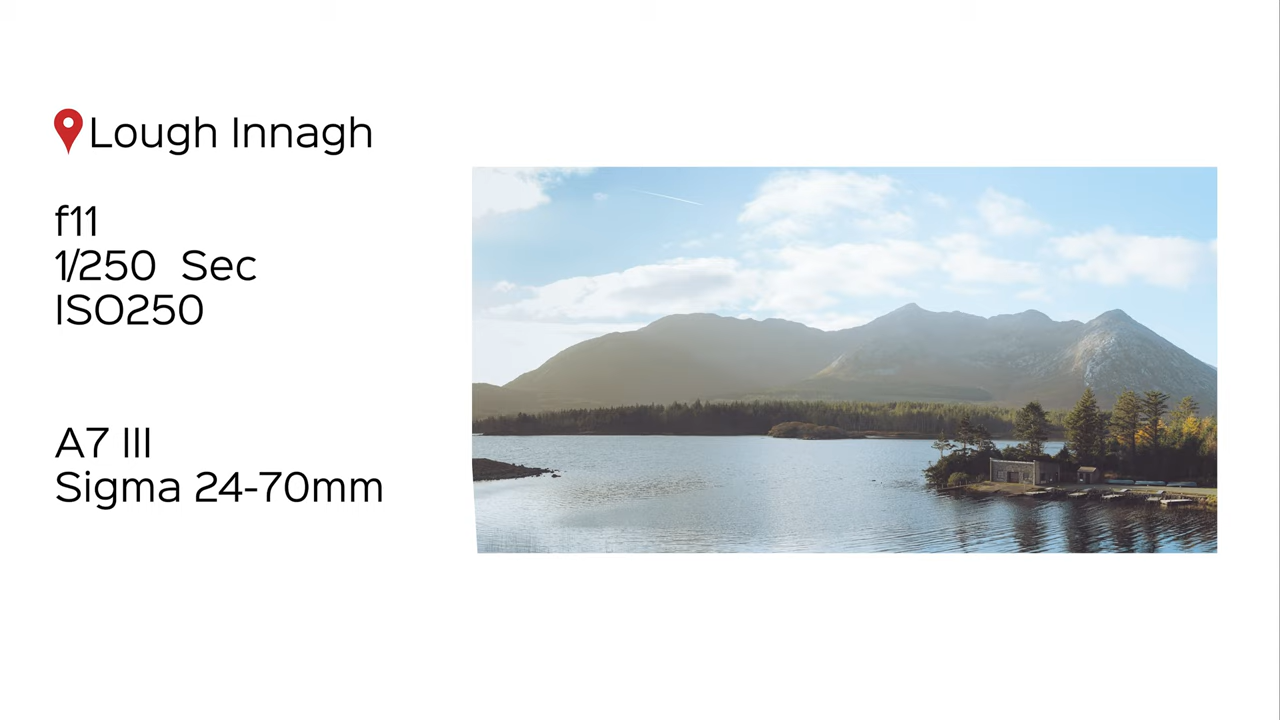 Lough Innagh
f11
1/250 Sec
ISO250
A7 III
Sigma 24-70mm